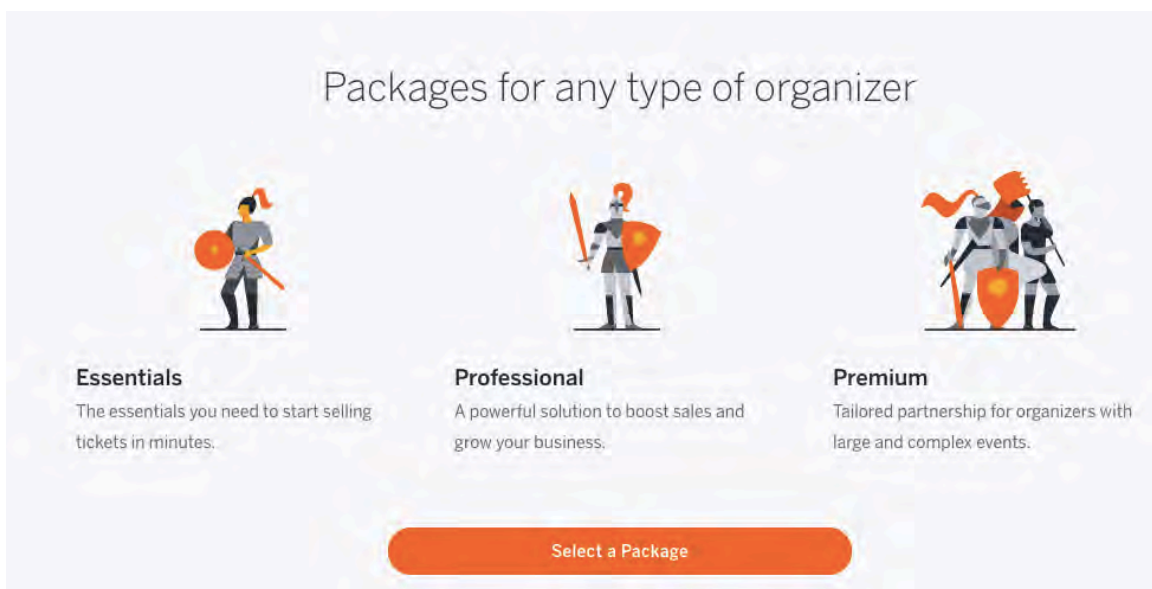 Packages for any type of organizer
Essentials
The essentials you need to start selling
tickets in minutes.
Professional
A powerful solution to boost sales and
grow your business.
Premium
Tailored partnership for organizers with
large and complex events.
Select a Package